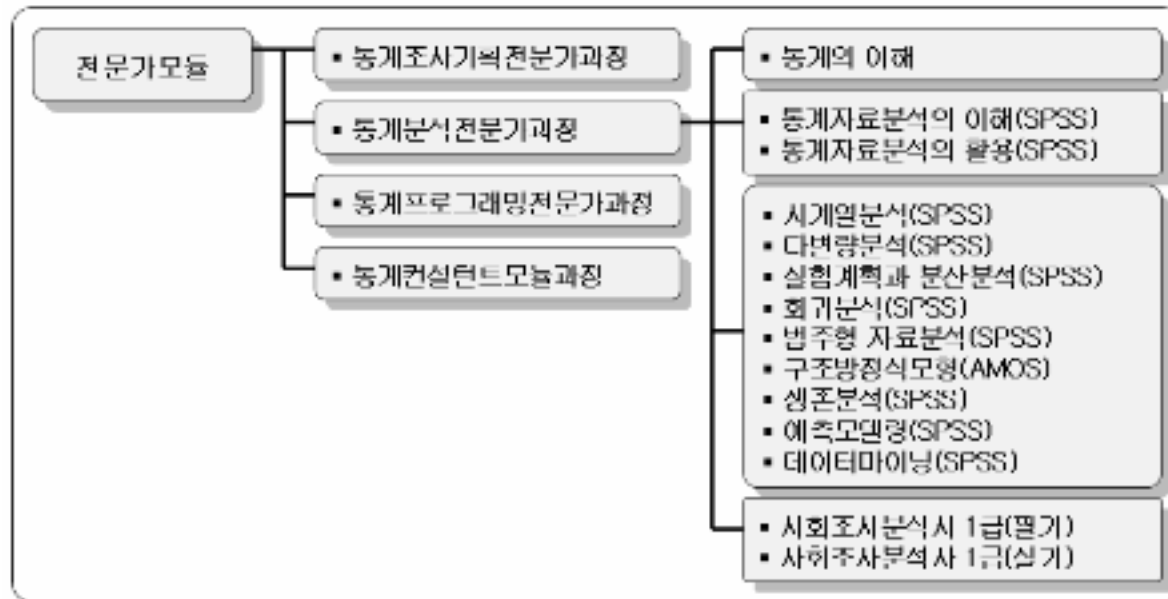 전문가모듈
▪ 통계조사기획전문가과정
▪ 통계분석전문가과정
▪ 통계프로그래밍전문가과정
▪ 통계컨설턴트모듈과정
▪ 통계의 이해
▪ 통계자료분석의 이해(SPSS)
▪ 통계자료분석의 활용(SPSS)
▪ 시계열분석(SPSS)
▪ 다변량분석(SPSS)
▪ 실험계획과 분산분석(SPSS)
▪ 회귀분석(SPSS)
▪ 범주형 자료분석(SPSS)
▪ 구조방정식모형(AMOS)
▪ 생존분석(SPSS)
▪ 예측모델링(SPSS)
▪ 데이터마이닝(SPSS)
▪ 사회조사분석사 1급(필기)
▪ 사회조사분석사 1급(실기)